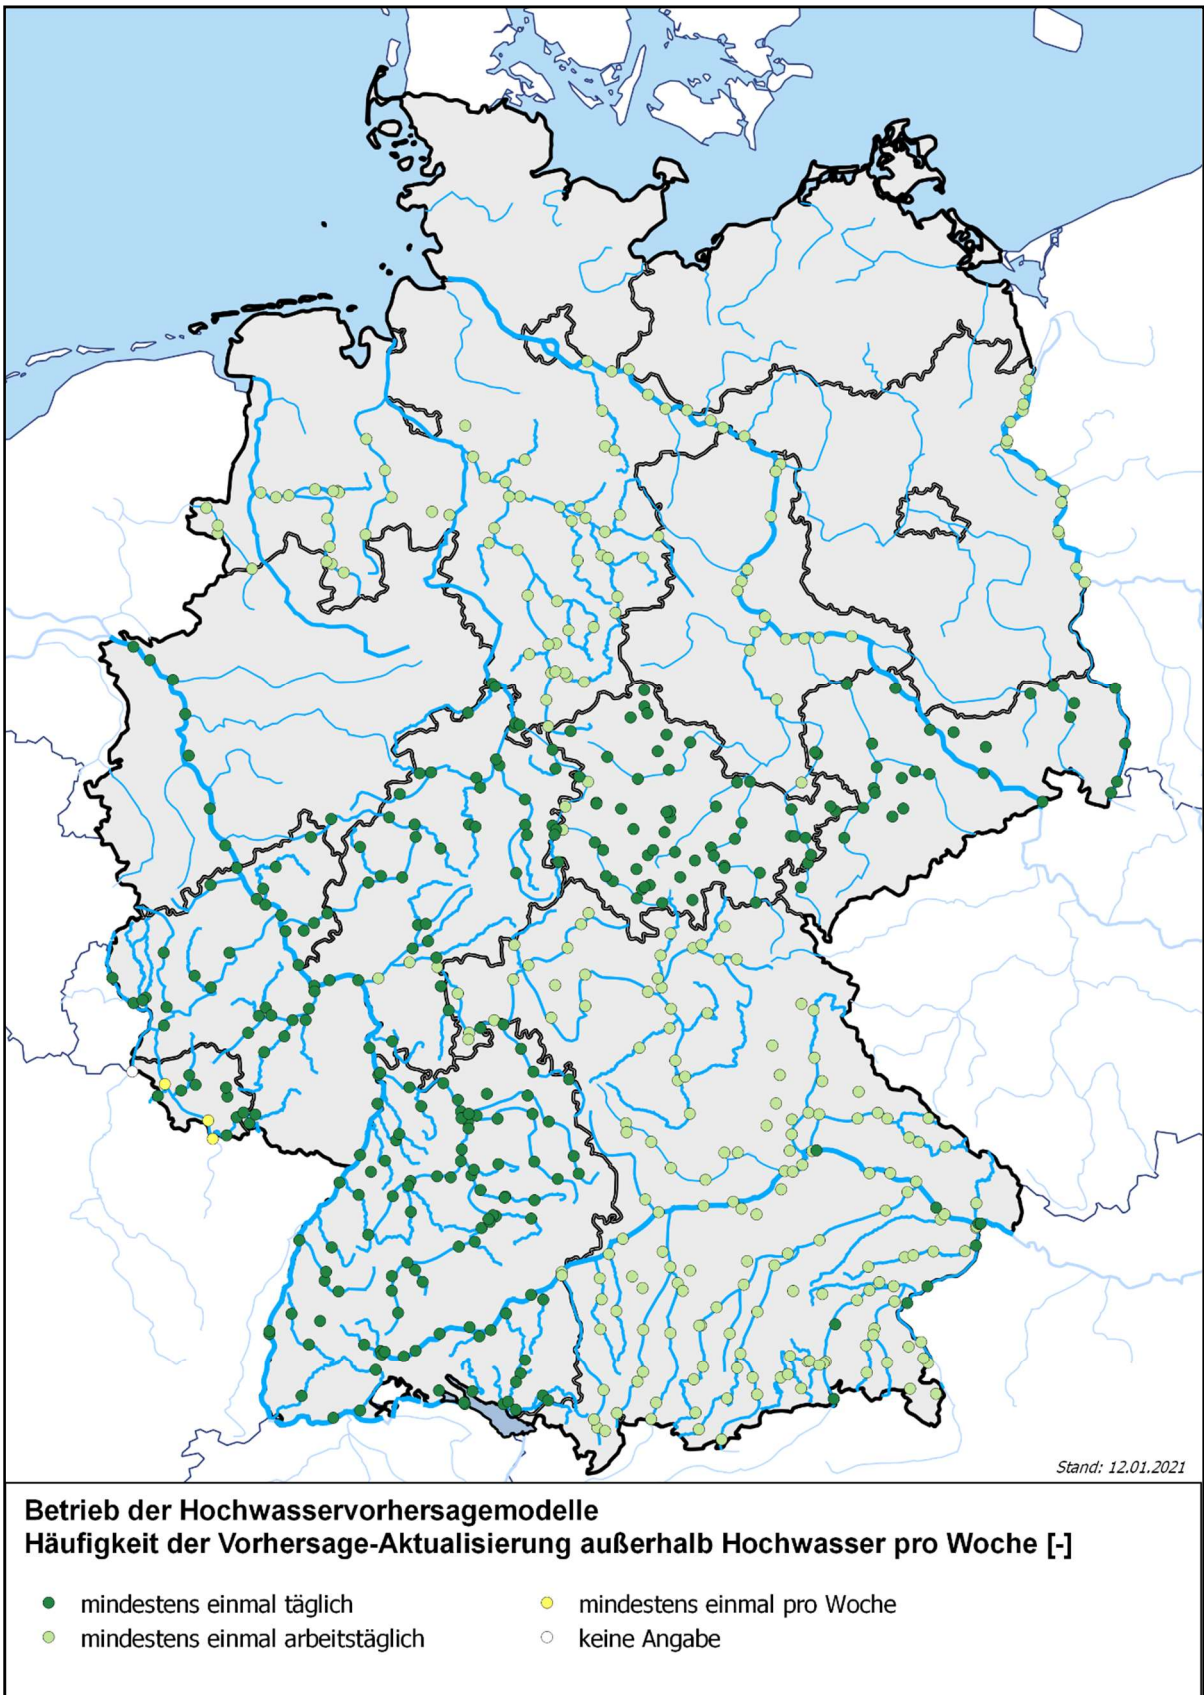 Stand: 12.01.2021
Betrieb der Hochwasservorhersagemodelle
Häufigkeit der Vorhersage-Aktualisierung außerhalb Hochwasser pro Woche [-]
mindestens einmal täglich
mindestens einmal arbeitstäglich
mindestens einmal pro Woche
keine Angabe